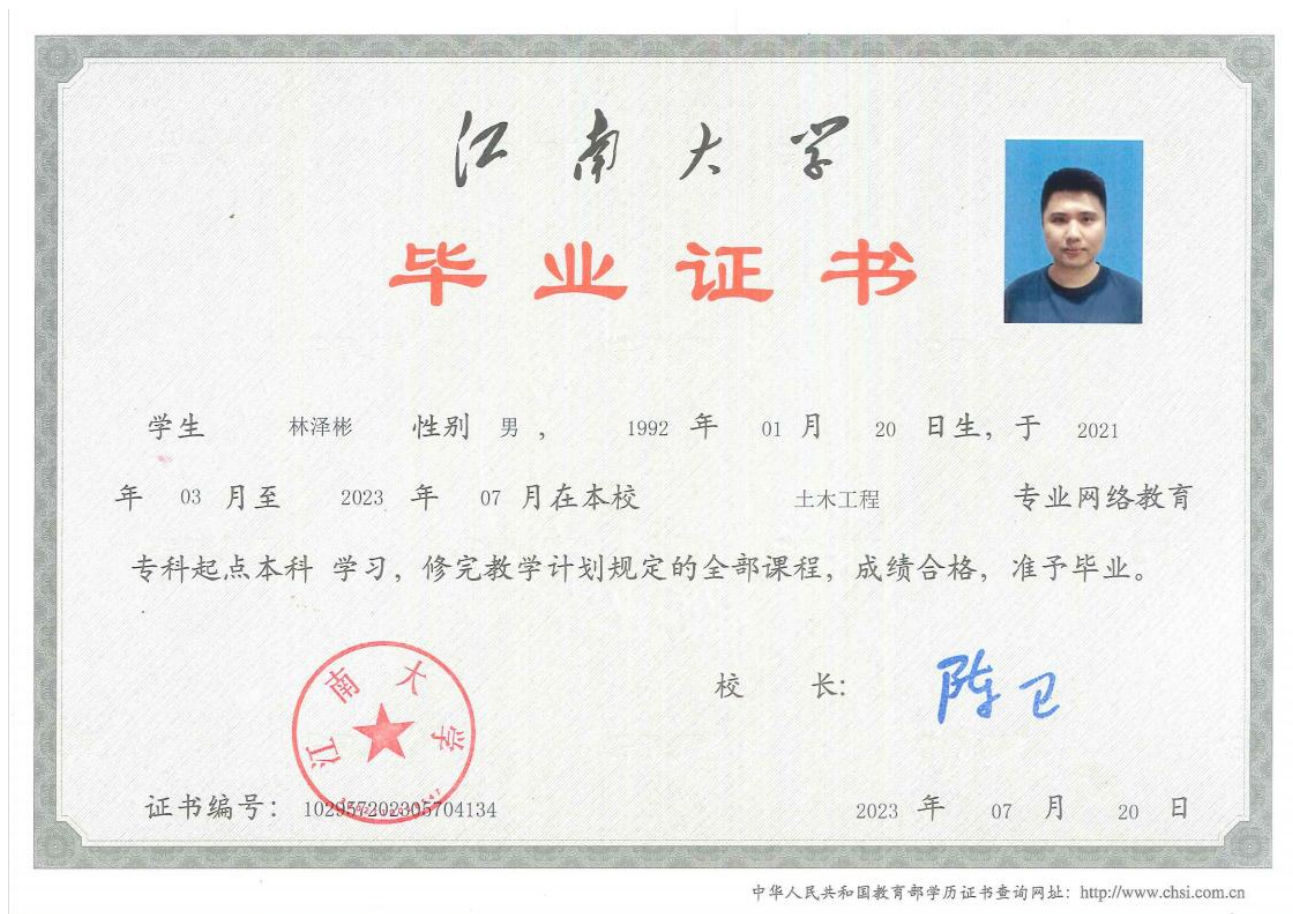 江南大学
毕业证书
学生 林泽彬 性别 男 , 1992 年 01 月 20 日生, 于 2021
年 03 月至 2023 年 07 月在本校 土木工程 专业网络教育
专科起点本科 学习, 修完教学计划规定的全部课程, 成绩合格, 准予毕业。
江南大学
校 长: 陈卫
证书编号: 102957202305704134
2023 年 07 月 20 日
中华人民共和国教育部学历证书查询网址: http://www.chsi.com.cn